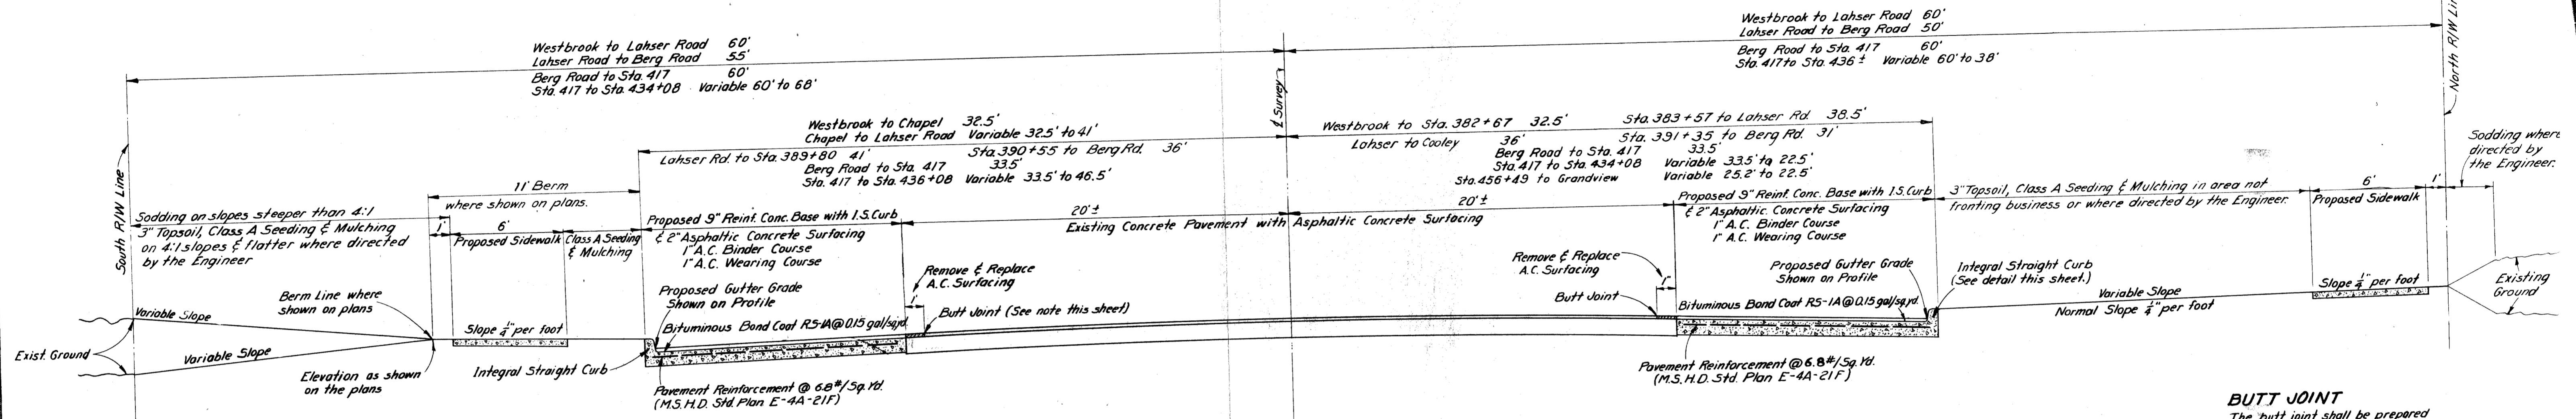 Westbrook to Lahser Road 60'
Lahser Road to Berg Road 55'
Berg Road to Sta. 417 60'
Sta. 417 to Sta. 434+08 Variable 60' to 68'
Westbrook to Lahser Road 60'
Lahser Road to Berg Road 50'
Berg Road to Sta. 417 60'
Sta. 417 to Sta. 436 ± Variable 60' to 38'
South R/W Line
℄ Survey
North R/W Line
Westbrook to Chapel 32.5'
Chapel to Lahser Road Variable 32.5' to 41'
Lahser Rd. to Sta. 389+80 41' Sta. 390+55 to Berg Rd. 36'
Berg Road to Sta. 417 33.5'
Sta. 417 to Sta. 436+08 Variable 33.5' to 46.5'
Westbrook to Sta. 382+67 32.5' Sta. 383+57 to Lahser Rd. 38.5'
Lahser to Cooley 36' Sta. 391+35 to Berg Rd. 31'
Berg Road to Sta. 417 33.5'
Sta. 417 to Sta. 434+08 Variable 33.5' to 22.5'
Sta. 456+49 to Grandview Variable 25.2' to 22.5'
Sodding where
directed by
the Engineer.
11' Berm
where shown on plans.
Sodding on slopes steeper than 4:1
3" Topsoil, Class A Seeding & Mulching
on 4:1 slopes & flatter where directed
by the Engineer
1'
6'
Proposed Sidewalk
Class A Seeding
& Mulching
Proposed 9" Reinf. Conc. Base with I.S. Curb
& 2" Asphaltic Concrete Surfacing
1" A.C. Binder Course
1" A.C. Wearing Course
20' ±
20' ±
Existing Concrete Pavement with Asphaltic Concrete Surfacing
Proposed 9" Reinf. Conc. Base with I.S. Curb
& 2" Asphaltic Concrete Surfacing
1" A.C. Binder Course
1" A.C. Wearing Course
3" Topsoil, Class A Seeding & Mulching in area not
fronting business or where directed by the Engineer.
6'
1'
Proposed Sidewalk
Berm Line where
shown on plans
Proposed Gutter Grade
Shown on Profile
Remove & Replace
A.C. Surfacing
1'
Butt Joint (See note this sheet)
Remove & Replace
A.C. Surfacing
1'
Butt Joint
Proposed Gutter Grade
Shown on Profile
Integral Straight Curb
(See detail this sheet.)
Variable Slope
Slope 1/4" per foot
Bituminous Bond Coat RS-1A @ 0.15 gal/sq.yd.
Bituminous Bond Coat RS-1A @ 0.15 gal/sq.yd.
Variable Slope
Normal Slope 1/4" per foot
Slope 1/4" per foot
Existing
Ground
Exist. Ground
Variable Slope
Elevation as shown
on the plans
Integral Straight Curb
Pavement Reinforcement @ 6.8#/Sq. Yd.
(M.S.H.D. Std. Plan E-4A-21F)
Pavement Reinforcement @ 6.8#/Sq. Yd.
(M.S.H.D. Std. Plan E-4A-21F)
BUTT JOINT
The butt joint shall be prepared